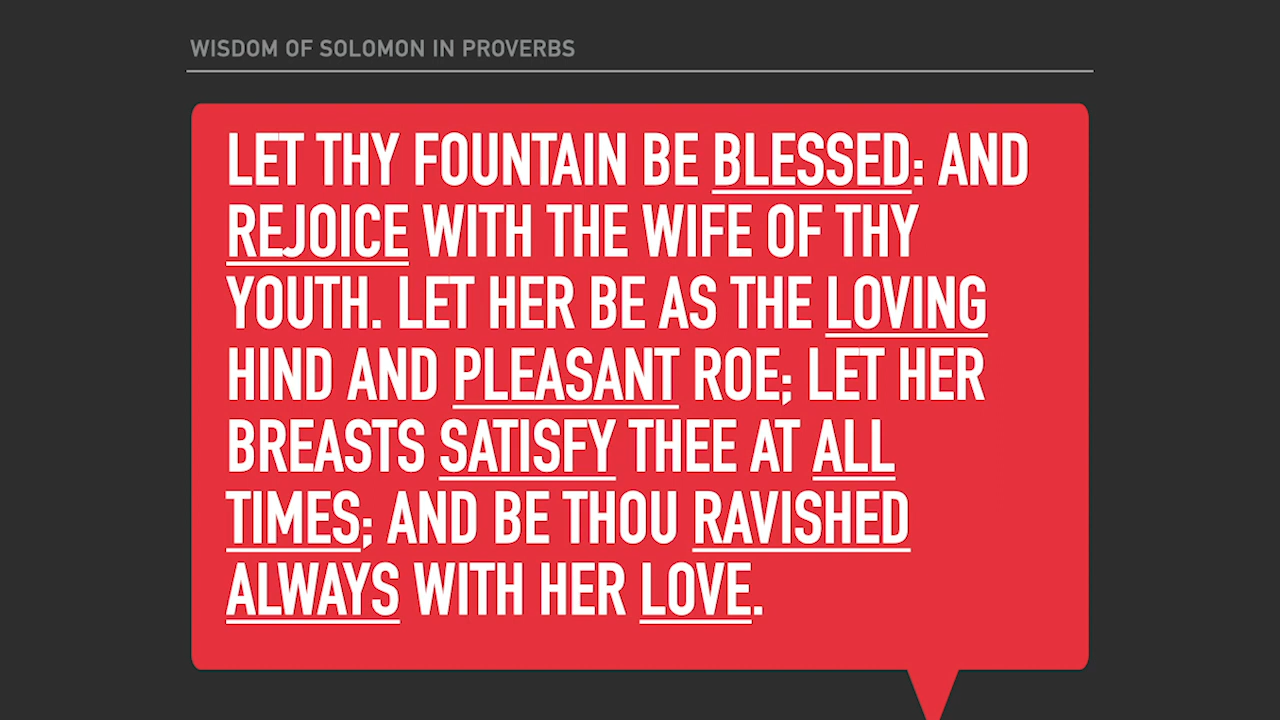 WISDOM OF SOLOMON IN PROVERBS
LET THY FOUNTAIN BE BLESSED: AND
REJOICE WITH THE WIFE OF THY
YOUTH. LET HER BE AS THE LOVING
HIND AND PLEASANT ROE; LET HER
BREASTS SATISFY THEE AT ALL
TIMES; AND BE THOU RAVISHED
ALWAYS WITH HER LOVE.